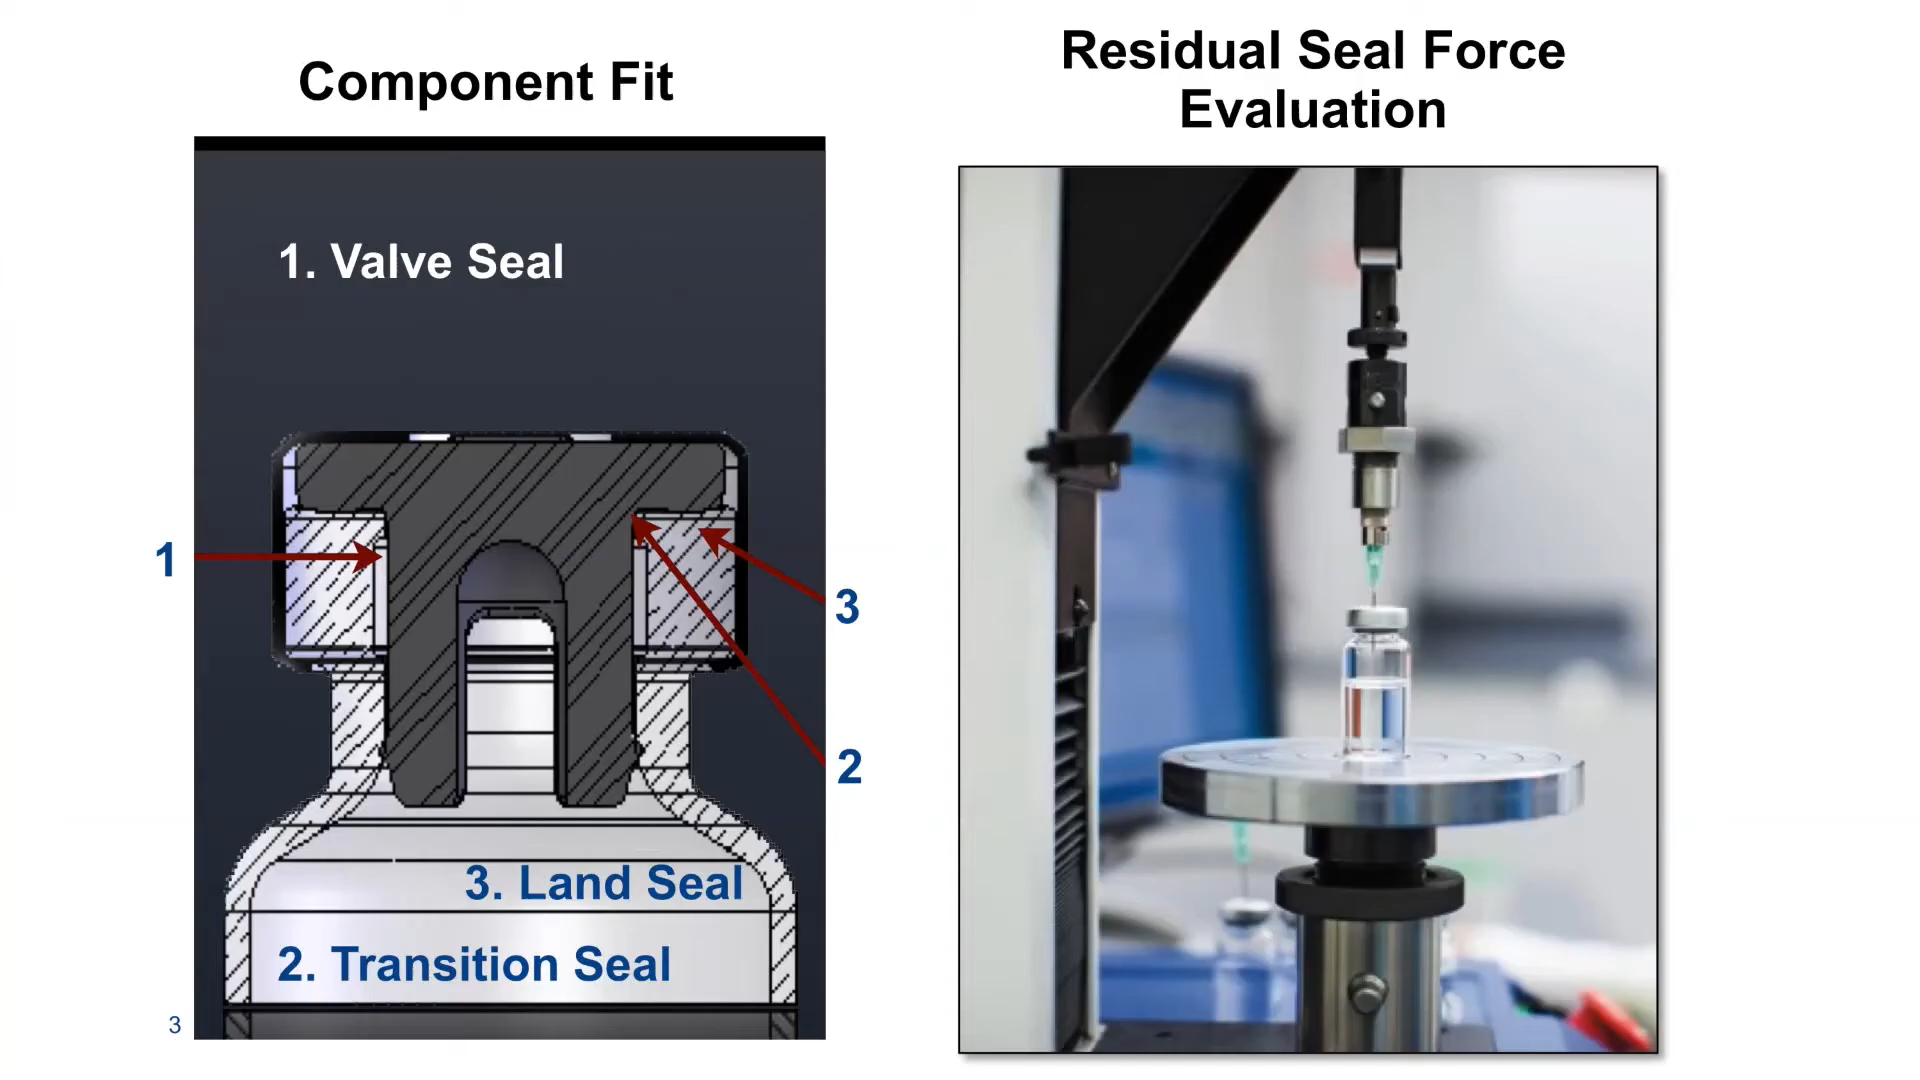 Component Fit
1. Valve Seal
1
3
2
3. Land Seal
2. Transition Seal
3
Residual Seal Force
Evaluation